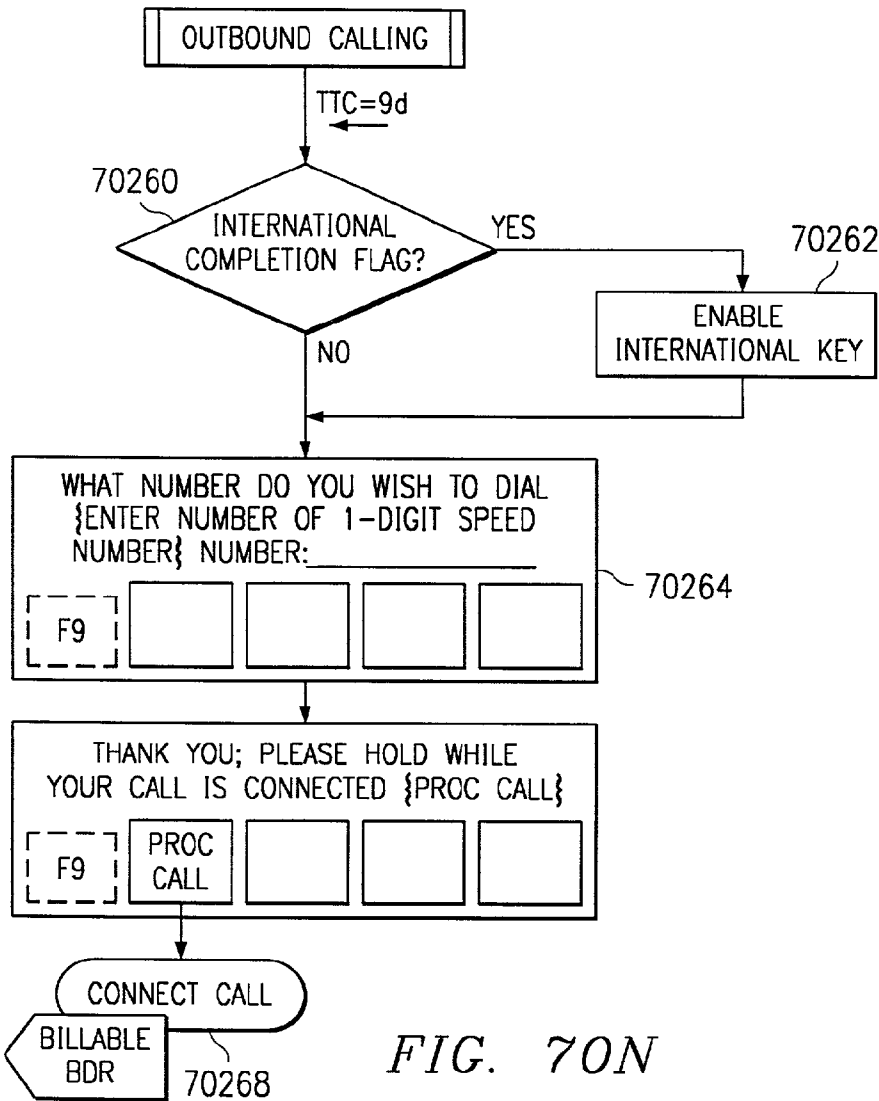 OUTBOUND CALLING
TTC=9d
70260
INTERNATIONAL
COMPLETION FLAG?
YES
70262
ENABLE
INTERNATIONAL KEY
NO
WHAT NUMBER DO YOU WISH TO DIAL
{ENTER NUMBER OF 1-DIGIT SPEED
NUMBER} NUMBER:
70264
F9
THANK YOU; PLEASE HOLD WHILE
YOUR CALL IS CONNECTED {PROC CALL}
F9
PROC
CALL
CONNECT CALL
BILLABLE
BDR
70268
FIG. 70N